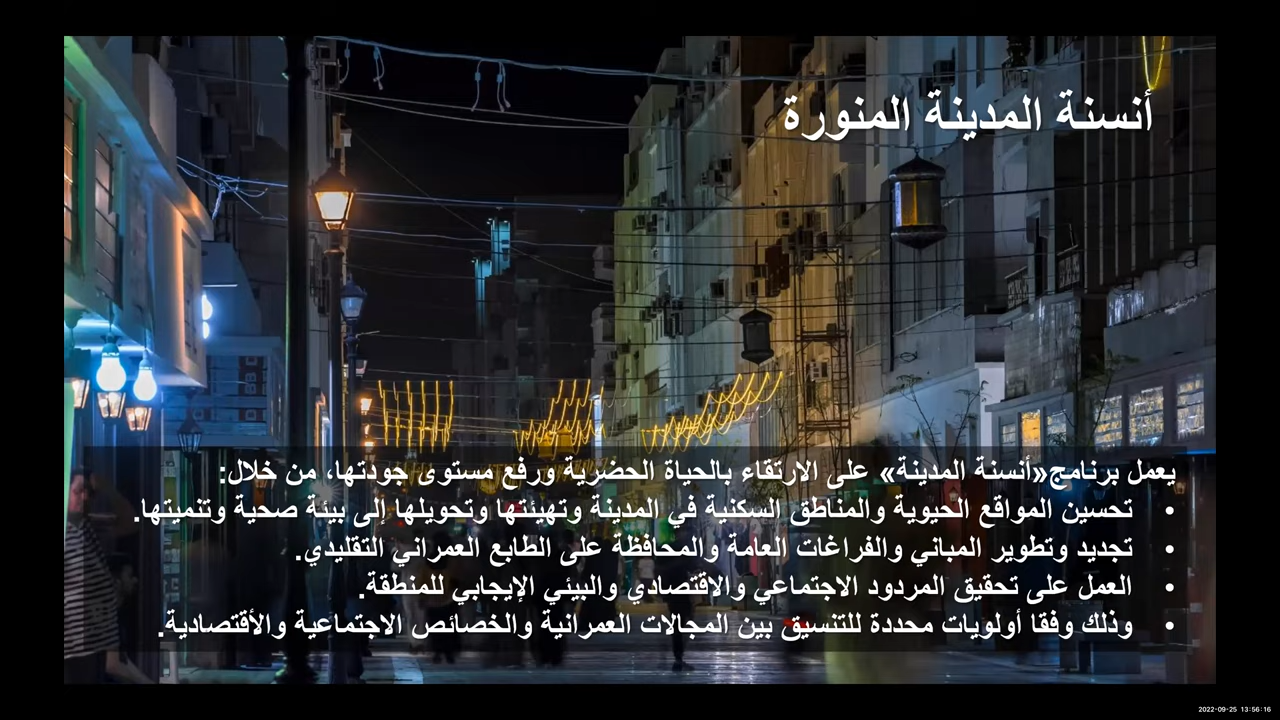 أنسنة المدينة المنورة
يعمل برنامج«أنسنة المدينة» على الارتقاء بالحياة الحضرية ورفع مستوى جودتها، من خلال:
• تحسين المواقع الحيوية والمناطق السكنية في المدينة وتهيئتها وتحويلها إلى بيئة صحية وتنميتها.
• تجديد وتطوير المباني والفراغات العامة والمحافظة على الطابع العمراني التقليدي.
• العمل على تحقيق المردود الاجتماعي والاقتصادي والبيئي الإيجابي للمنطقة.
• وذلك وفقا أولويات محددة للتنسيق بين المجالات العمرانية والخصائص الاجتماعية والأقتصادية.
2022-09-25 13:56:16